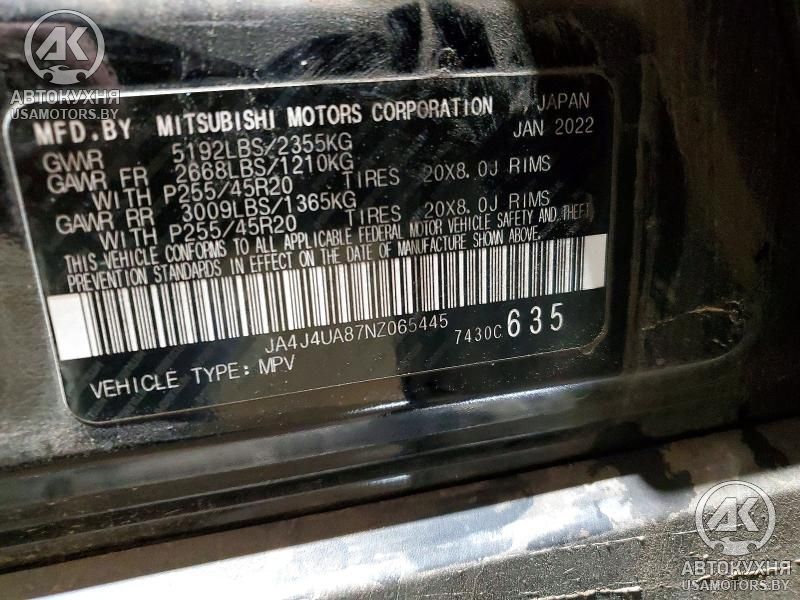 АК
АВТОКУХНЯ
USAMOTORS.BY
MFD.BY MITSUBISHI MOTORS CORPORATION , JAPAN
JAN 2022
GVWR 5192LBS/2355KG
GAWR FR 2668LBS/1210KG
WITH P255/45R20 TIRES 20X8.0J RIMS
GAWR RR 3009LBS/1365KG
WITH P255/45R20 TIRES 20X8.0J RIMS
THIS VEHICLE CONFORMS TO ALL APPLICABLE FEDERAL MOTOR VEHICLE SAFETY AND THEFT
PREVENTION STANDARDS IN EFFECT ON THE DATE OF MANUFACTURE SHOWN ABOVE.
JA4J4UA87NZ065445 7430C 635
VEHICLE TYPE: MPV
АК
АВТОКУХНЯ
USAMOTORS.BY